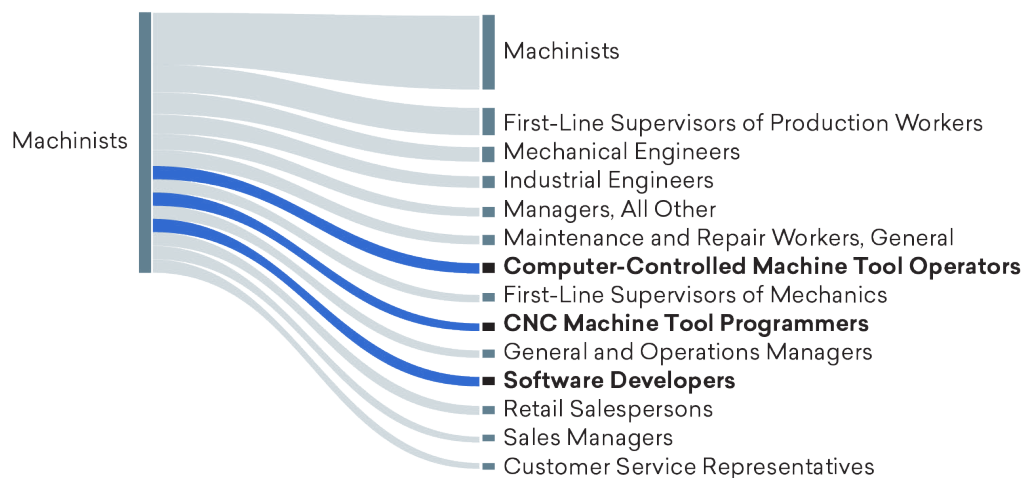 Machinists
Machinists
First-Line Supervisors of Production Workers
Mechanical Engineers
Industrial Engineers
Managers, All Other
Maintenance and Repair Workers, General
Computer-Controlled Machine Tool Operators
First-Line Supervisors of Mechanics
CNC Machine Tool Programmers
General and Operations Managers
Software Developers
Retail Salespersons
Sales Managers
Customer Service Representatives